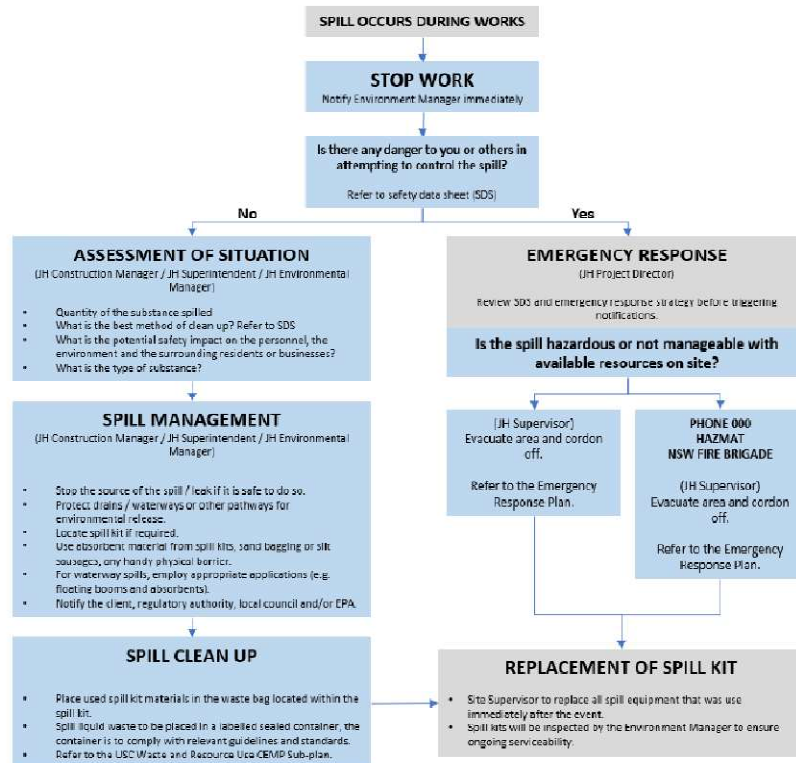 SPILL OCCURS DURING WORKS
STOP WORK
Notify Environment Manager immediately
Is there any danger to you or others in
attempting to control the spill?
Refer to safety data sheet (SDS)
No
Yes
ASSESSMENT OF SITUATION
(JH Construction Manager / JH Superintendent / JH Environmental
Manager)
• Quantity of the substance spilled
• What is the best method of clean up? Refer to SDS
• What is the potential safety impact on the personnel, the
environment and the surrounding residents or businesses?
• What is the type of substance?
EMERGENCY RESPONSE
(JH Project Director)
Review SDS and emergency response strategy before triggering
notifications.
Is the spill hazardous or not manageable with
available resources on site?
SPILL MANAGEMENT
(JH Construction Manager / JH Superintendent / JH Environmental
Manager)
• Stop the source of the spill / leak if it is safe to do so.
• Protect drains / waterways or other pathways for
environmental release.
• Locate spill kit if required.
• Use absorbent material from spill kits, sand bagging or silt
sausages, any handy physical barrier.
• For waterway spills, employ appropriate applications (e.g.
floating booms and absorbents).
• Notify the client, regulatory authority, local council and/or EPA.
(JH Supervisor)
Evacuate area and cordon
off.
Refer to the Emergency
Response Plan.
PHONE 000
HAZMAT
NSW FIRE BRIGADE
(JH Supervisor)
Evacuate area and cordon
off.
Refer to the Emergency
Response Plan.
SPILL CLEAN UP
• Place used spill kit materials in the waste bag located within the
spill kit.
• Spill liquid waste to be placed in a labelled sealed container, the
container is to comply with relevant guidelines and standards.
• Refer to the USC Waste and Resource Use CEMP Sub-plan.
REPLACEMENT OF SPILL KIT
• Site Supervisor to replace all spill equipment that was use
immediately after the event.
• Spill kits will be inspected by the Environment Manager to ensure
ongoing serviceability.